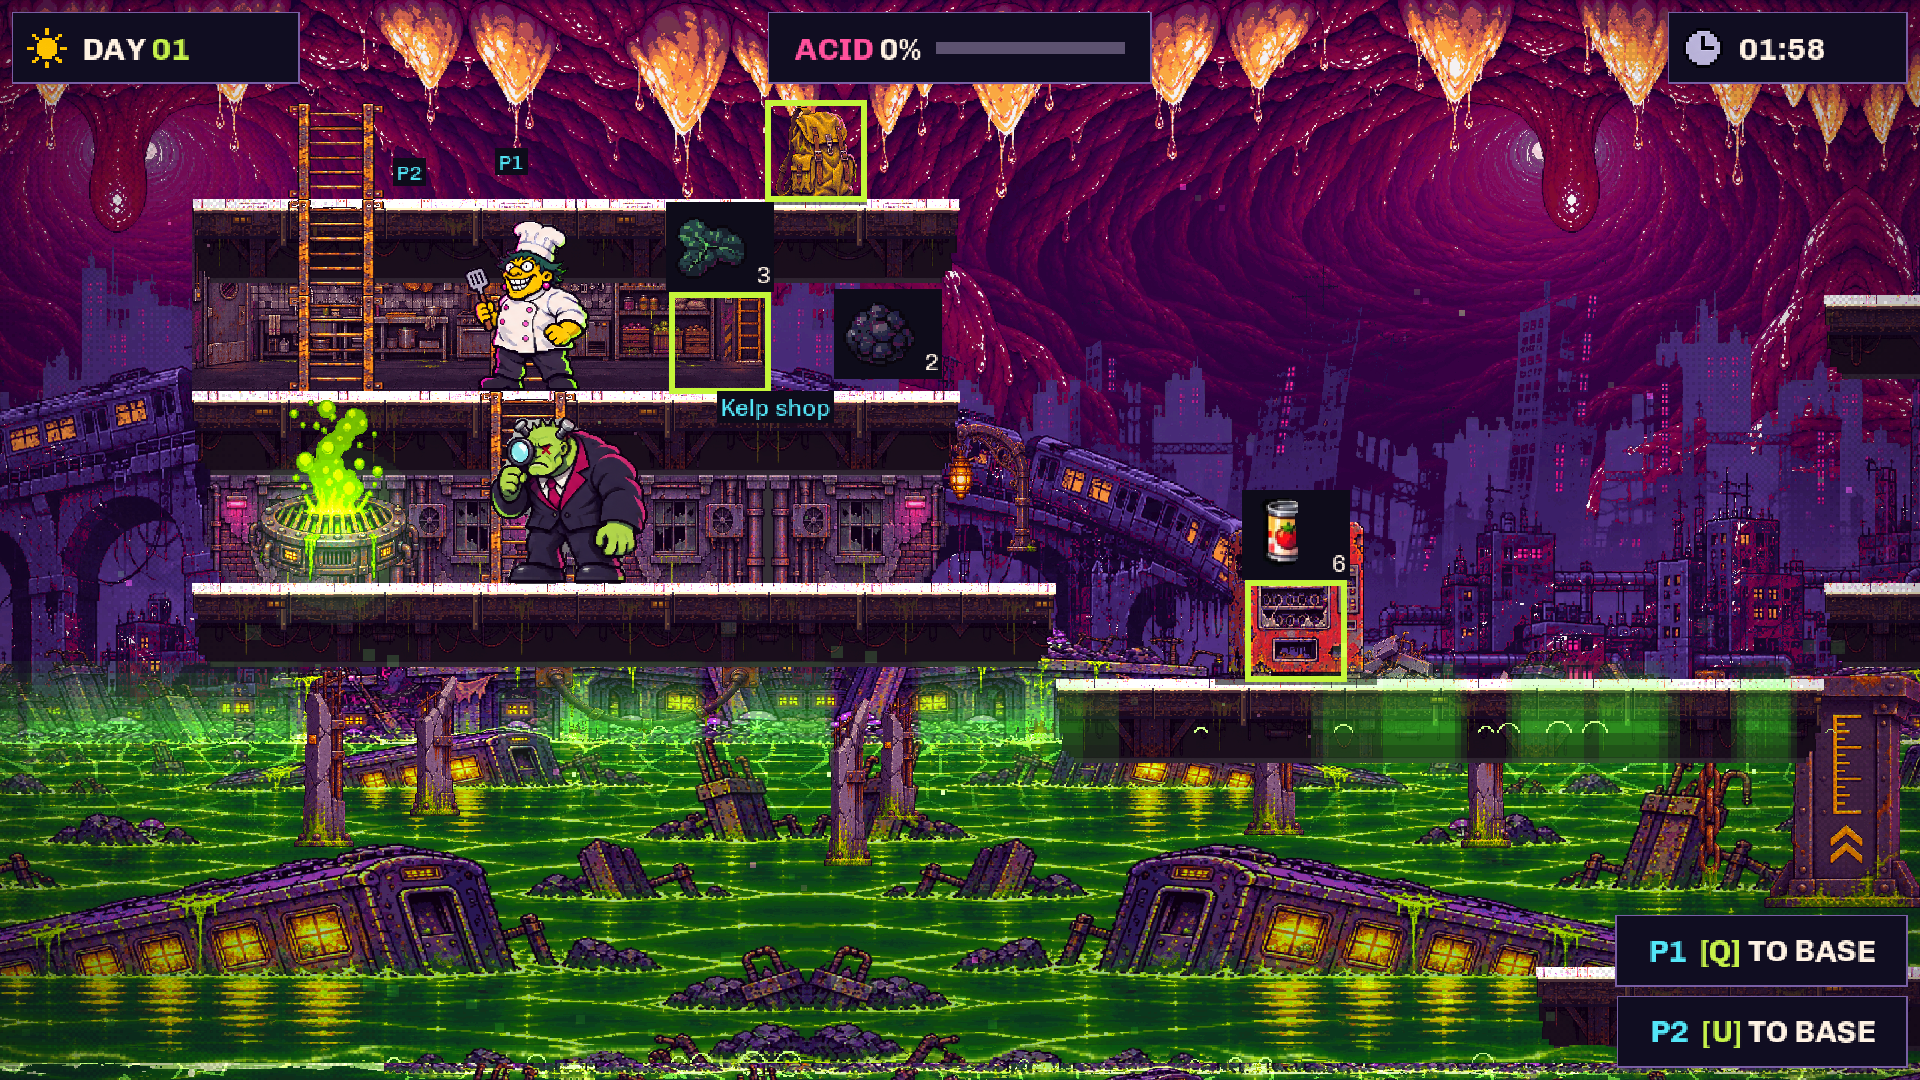 DAY 01
ACID 0%
01:58
P2
P1
3
2
Kelp shop
6
P1 [Q] TO BASE
P2 [U] TO BASE